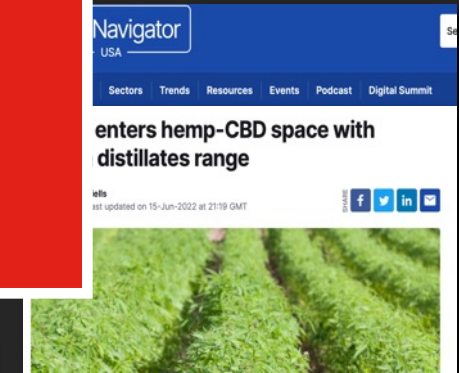 Navigator
USA
Se
Sectors Trends Resources Events Podcast Digital Summit
enters hemp-CBD space with
distillates range
ells
ast updated on 15-Jun-2022 at 21:19 GMT
SHARE
f in